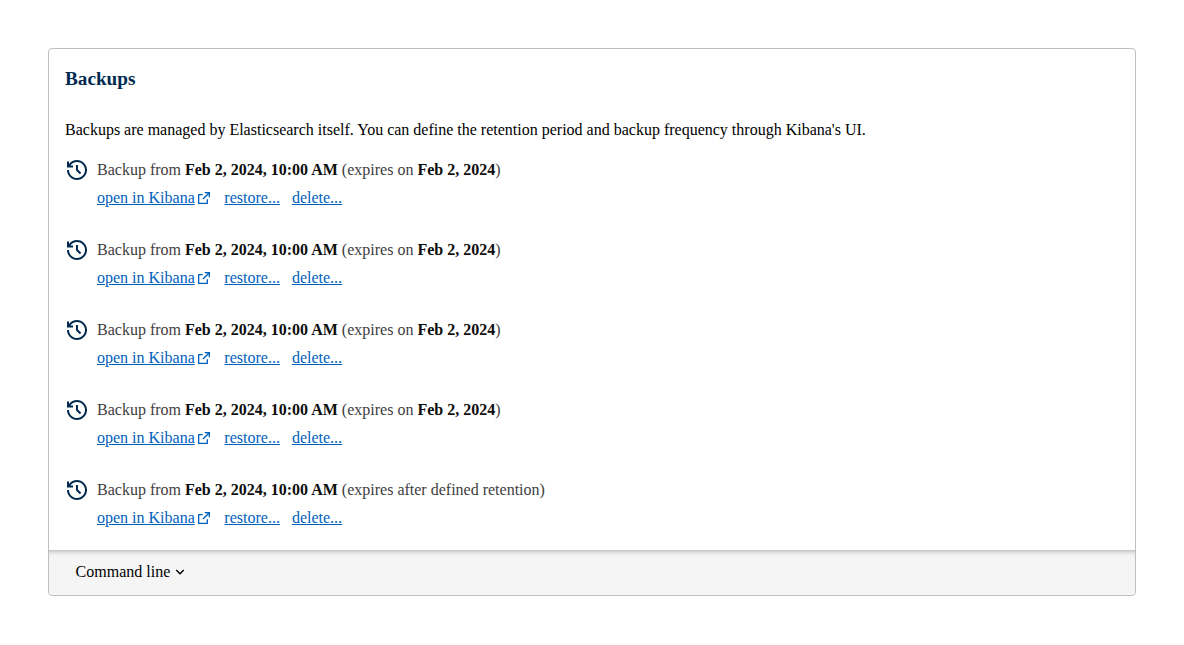 Backups
Backups are managed by Elasticsearch itself. You can define the retention period and backup frequency through Kibana's UI.
Backup from Feb 2, 2024, 10:00 AM (expires on Feb 2, 2024)
open in Kibana restore... delete...
Backup from Feb 2, 2024, 10:00 AM (expires on Feb 2, 2024)
open in Kibana restore... delete...
Backup from Feb 2, 2024, 10:00 AM (expires on Feb 2, 2024)
open in Kibana restore... delete...
Backup from Feb 2, 2024, 10:00 AM (expires on Feb 2, 2024)
open in Kibana restore... delete...
Backup from Feb 2, 2024, 10:00 AM (expires after defined retention)
open in Kibana restore... delete...
Command line